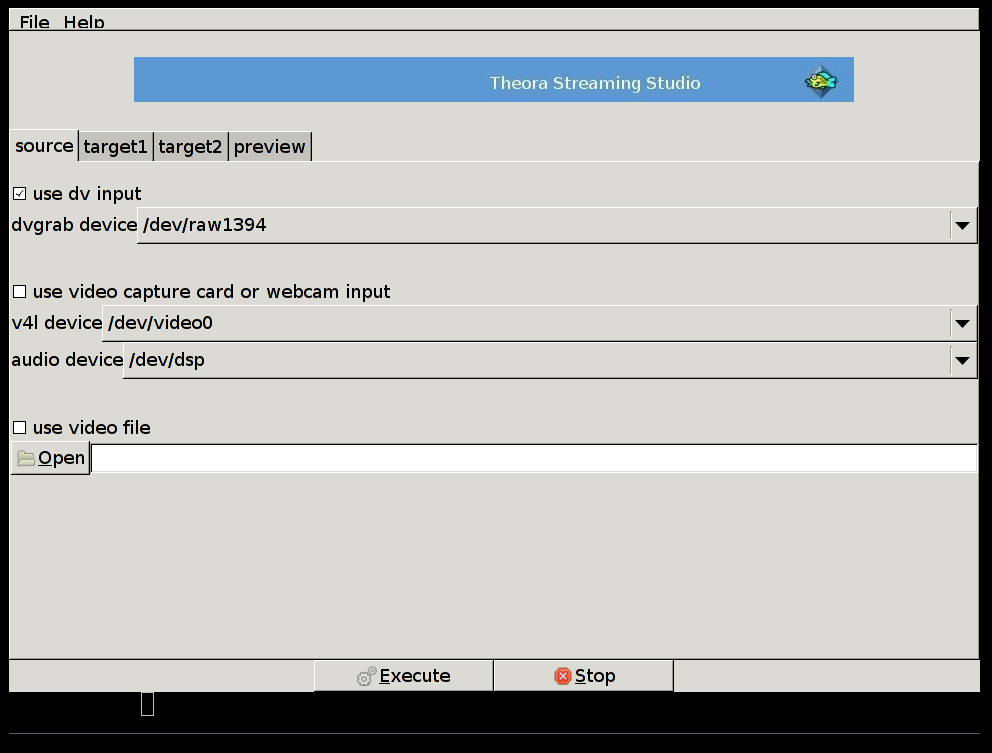 File Help
Theora Streaming Studio
source target1 target2 preview
use dv input
dvgrab device /dev/raw1394
use video capture card or webcam input
v4l device /dev/video0
audio device /dev/dsp
use video file
Open
Execute Stop